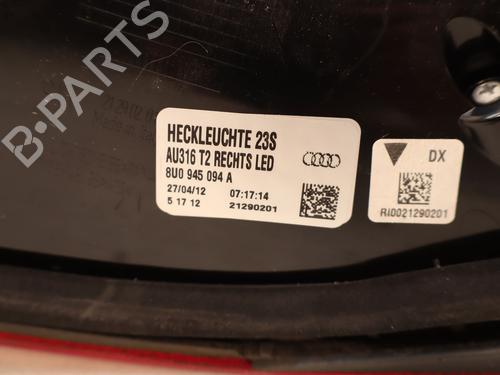 B-PARTS
HECKLEUCHTE 23S
AU316 T2 RECHTS LED
8U0 945 094 A
27/04/12 07:17:14
5 17 12 21290201
DX
RI0021290201